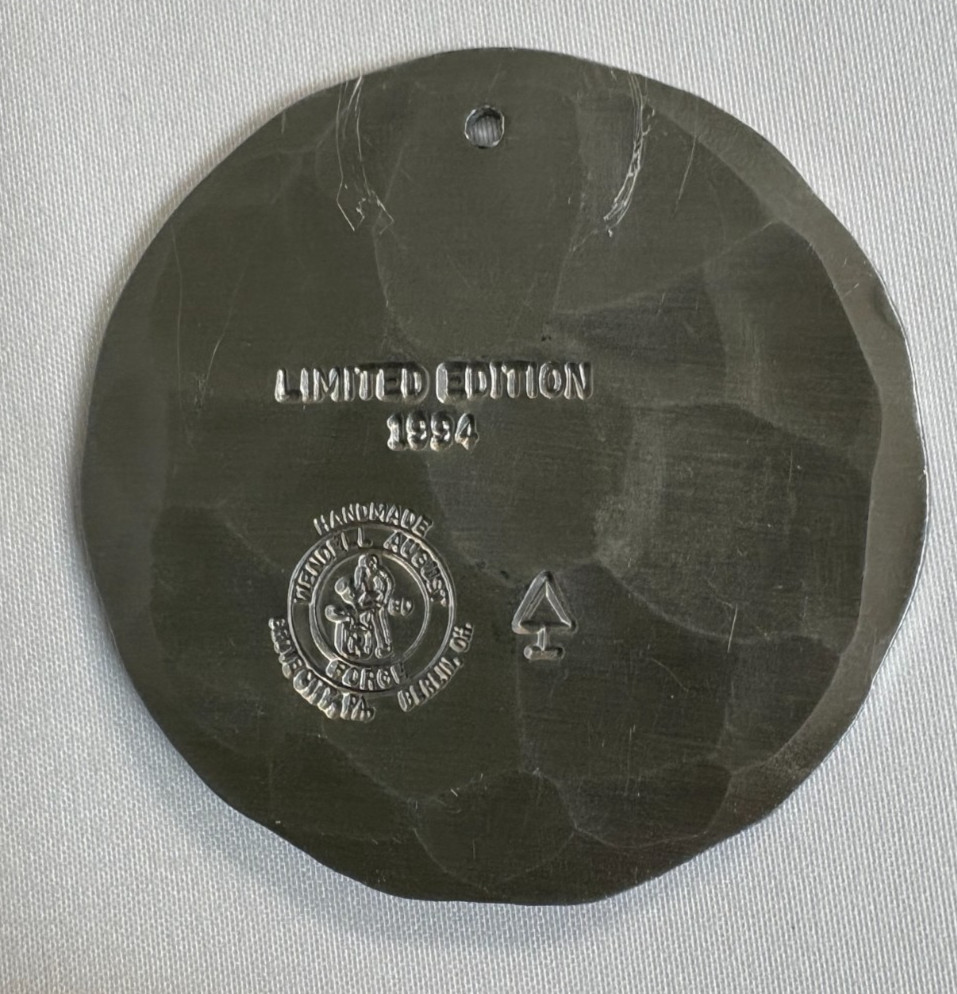 LIMITED EDITION
1994
HANDMADE
WENDELL AUGUST
FORGE
GROVE CITY, PA. BERLIN, OH.